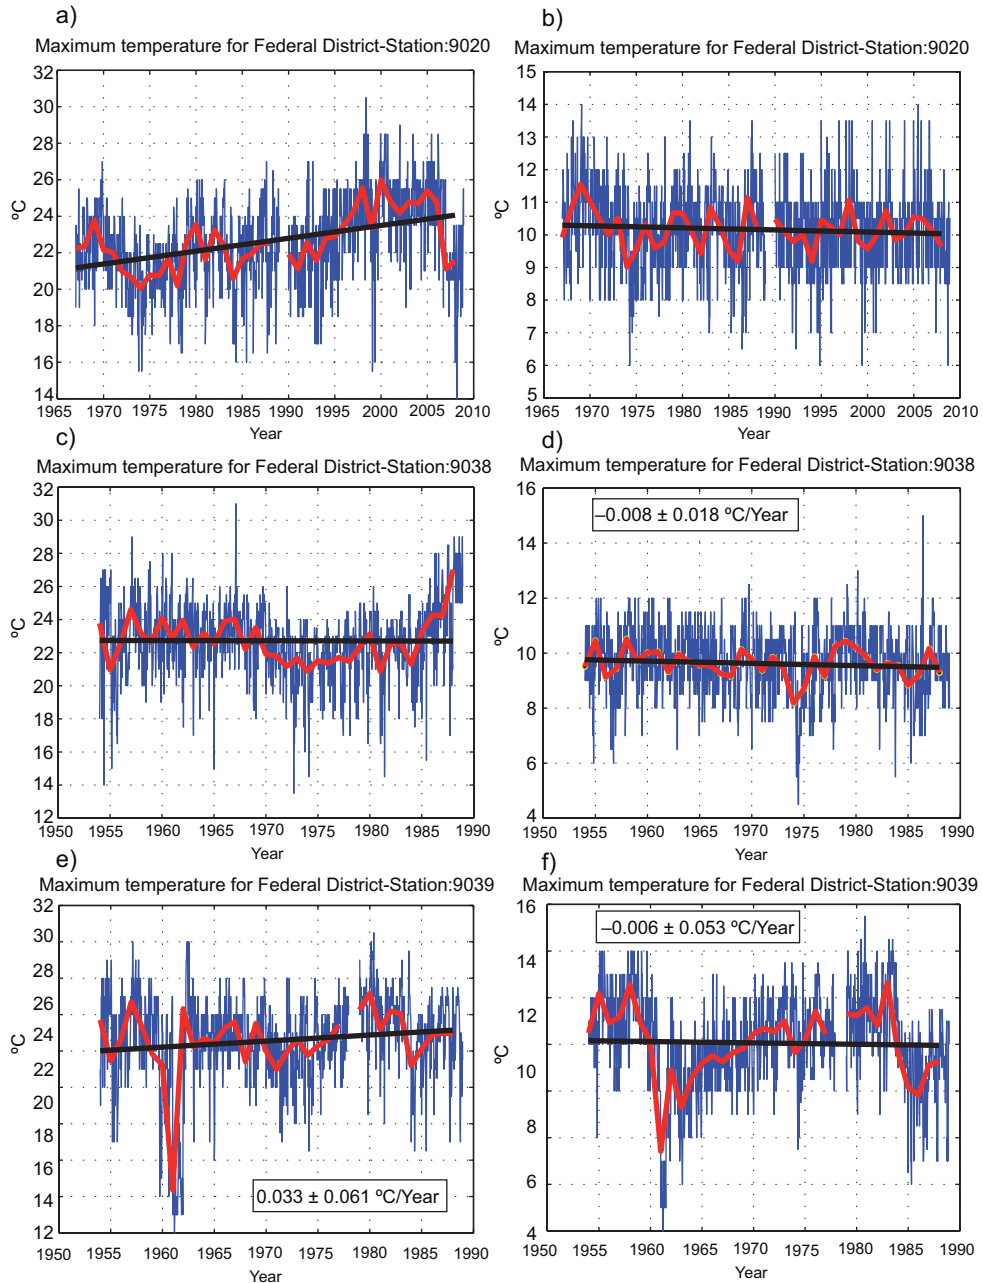 a)
Maximum temperature for Federal District-Station:9020
32
30
28
26
24
22
20
18
16
14
ºC
1965 1970 1975 1980 1985 1990 1995 2000 2005 2010
Year
b)
Maximum temperature for Federal District-Station:9020
15
14
13
12
11
10
9
8
7
6
5
ºC
1965 1970 1975 1980 1985 1990 1995 2000 2005 2010
Year
c)
Maximum temperature for Federal District-Station:9038
32
30
28
26
24
22
20
18
16
14
12
ºC
1950 1955 1960 1965 1970 1975 1980 1985 1990
Year
d)
Maximum temperature for Federal District-Station:9038
–0.008 ± 0.018 ºC/Year
16
14
12
10
8
6
4
ºC
1950 1955 1960 1965 1970 1975 1980 1985 1990
Year
e)
Maximum temperature for Federal District-Station:9039
32
30
28
26
24
22
20
18
16
14
12
ºC
0.033 ± 0.061 ºC/Year
1950 1955 1960 1965 1970 1975 1980 1985 1990
Year
f)
Maximum temperature for Federal District-Station:9039
–0.006 ± 0.053 ºC/Year
16
14
12
10
8
6
4
ºC
1950 1955 1960 1965 1970 1975 1980 1985 1990
Year